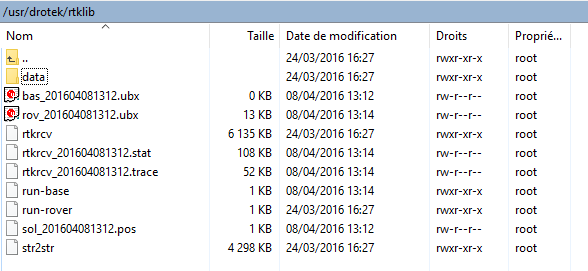 /usr/drotek/rtklib
Nom Taille Date de modification Droits Proprié...
.. 24/03/2016 16:27 rwxr-xr-x root
data 24/03/2016 16:27 rwxr-xr-x root
bas_201604081312.ubx 0 KB 08/04/2016 13:12 rw-r--r-- root
rov_201604081312.ubx 13 KB 08/04/2016 13:14 rw-r--r-- root
rtkrcv 6 135 KB 24/03/2016 16:27 rwxr-xr-x root
rtkrcv_201604081312.stat 108 KB 08/04/2016 13:14 rw-r--r-- root
rtkrcv_201604081312.trace 52 KB 08/04/2016 13:14 rw-r--r-- root
run-base 1 KB 08/04/2016 13:14 rwxr-xr-x root
run-rover 1 KB 24/03/2016 16:27 rwxr-xr-x root
sol_201604081312.pos 1 KB 08/04/2016 13:12 rw-r--r-- root
str2str 4 298 KB 24/03/2016 16:27 rwxr-xr-x root